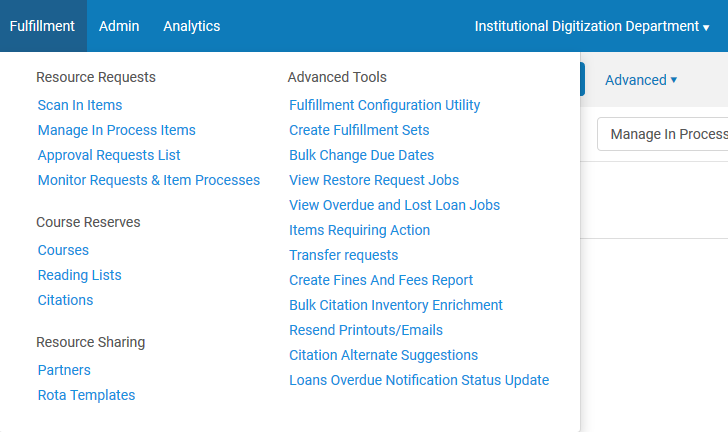 Fulfillment Admin Analytics Institutional Digitization Department
Resource Requests
Scan In Items
Manage In Process Items
Approval Requests List
Monitor Requests & Item Processes
Course Reserves
Courses
Reading Lists
Citations
Resource Sharing
Partners
Rota Templates
Advanced Tools
Fulfillment Configuration Utility
Create Fulfillment Sets
Bulk Change Due Dates
View Restore Request Jobs
View Overdue and Lost Loan Jobs
Items Requiring Action
Transfer requests
Create Fines And Fees Report
Bulk Citation Inventory Enrichment
Resend Printouts/Emails
Citation Alternate Suggestions
Loans Overdue Notification Status Update
Advanced
Manage In Process